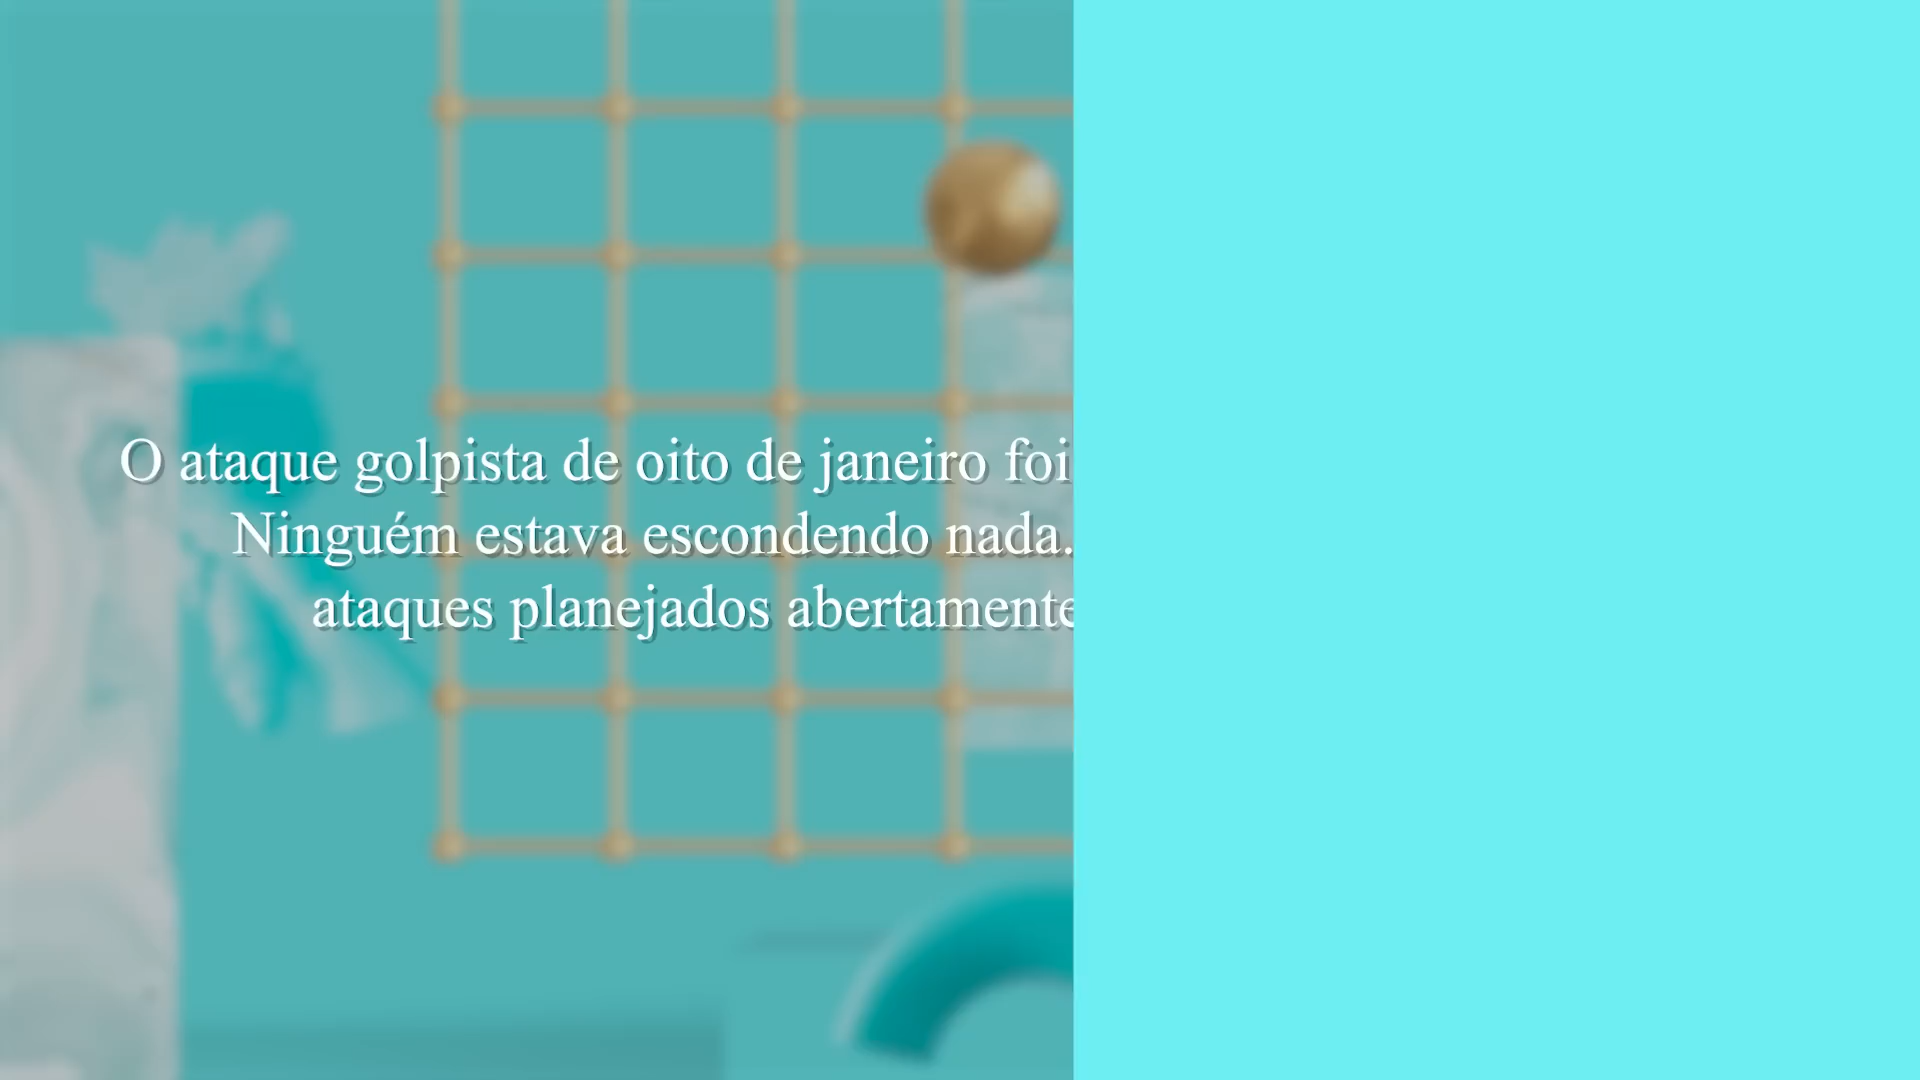 O ataque golpista de oito de janeiro foi
Ninguém estava escondendo nada.
ataques planejados abertamente